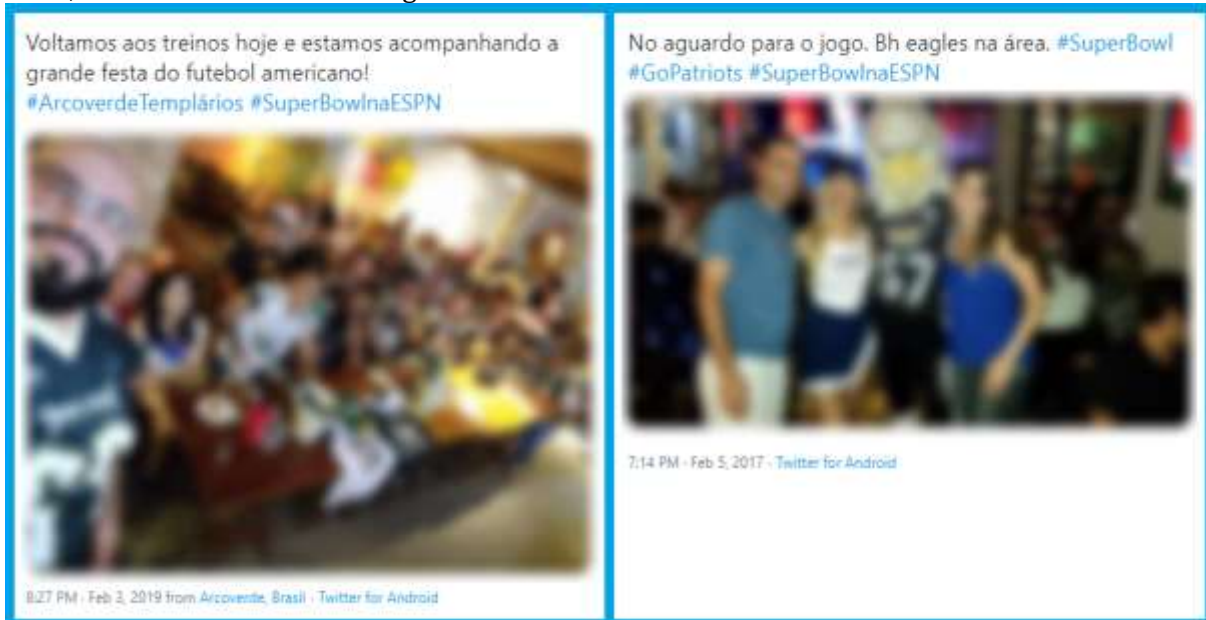 Voltamos aos treinos hoje e estamos acompanhando a
grande festa do futebol americano!
#ArcoverdeTemplários #SuperBowlnaESPN
8:27 PM · Feb 3, 2019 from Arcoverde, Brasil · Twitter for Android
No aguardo para o jogo. Bh eagles na área. #SuperBowl
#GoPatriots #SuperBowlnaESPN
57
7:14 PM · Feb 5, 2017 · Twitter for Android